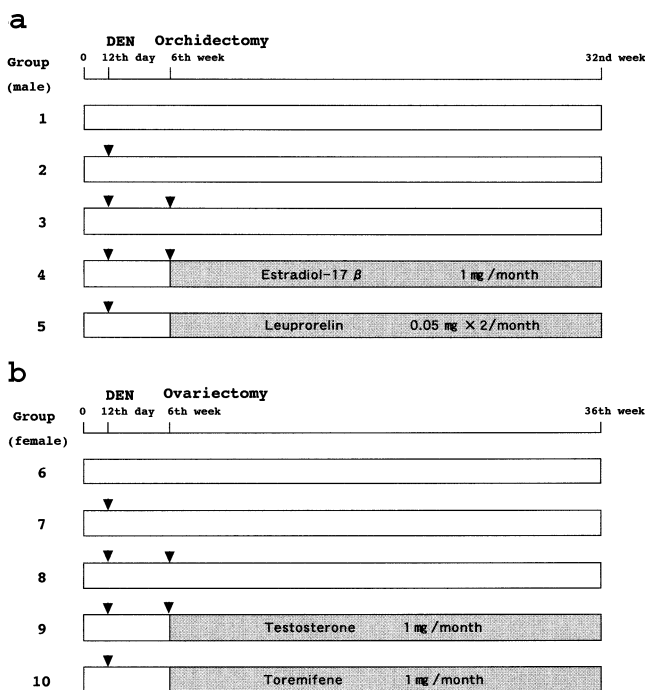 a
DEN Orchidectomy
Group 0 12th day 6th week 32nd week
(male)
1
2
3
4 Estradiol-17 β 1 mg/month
5 Leuprorelin 0.05 mg × 2/month
b
DEN Ovariectomy
Group 0 12th day 6th week 36th week
(female)
6
7
8
9 Testosterone 1 mg/month
10 Toremifene 1 mg/month